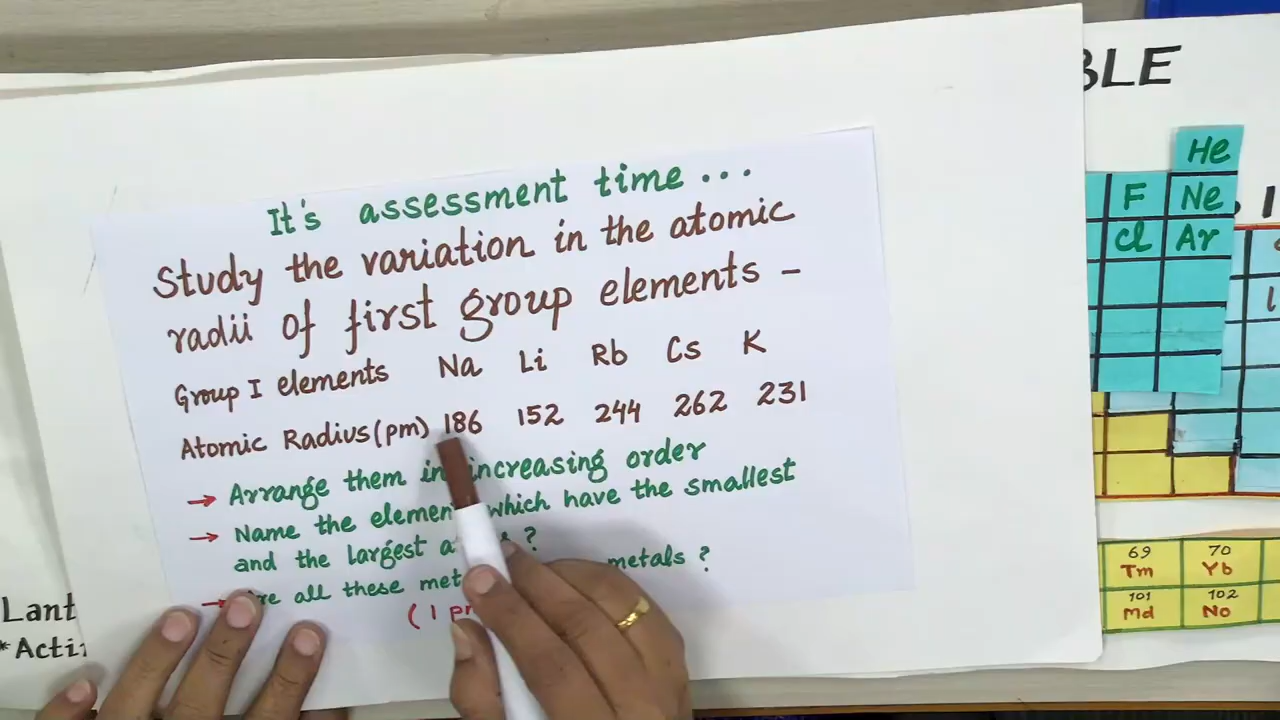 It's assessment time...
Study the variation in the atomic
radii of first group elements -
Group I elements Na Li Rb Cs K
Atomic Radius(pm) 186 152 244 262 231
→ Arrange them in increasing order
→ Name the element which have the smallest
and the largest ?
→ all these metals ?
( 1
BLE
He
F Ne
Cl Ar
69 70
Tm Yb
101 102
Md No
Lant
*Acti